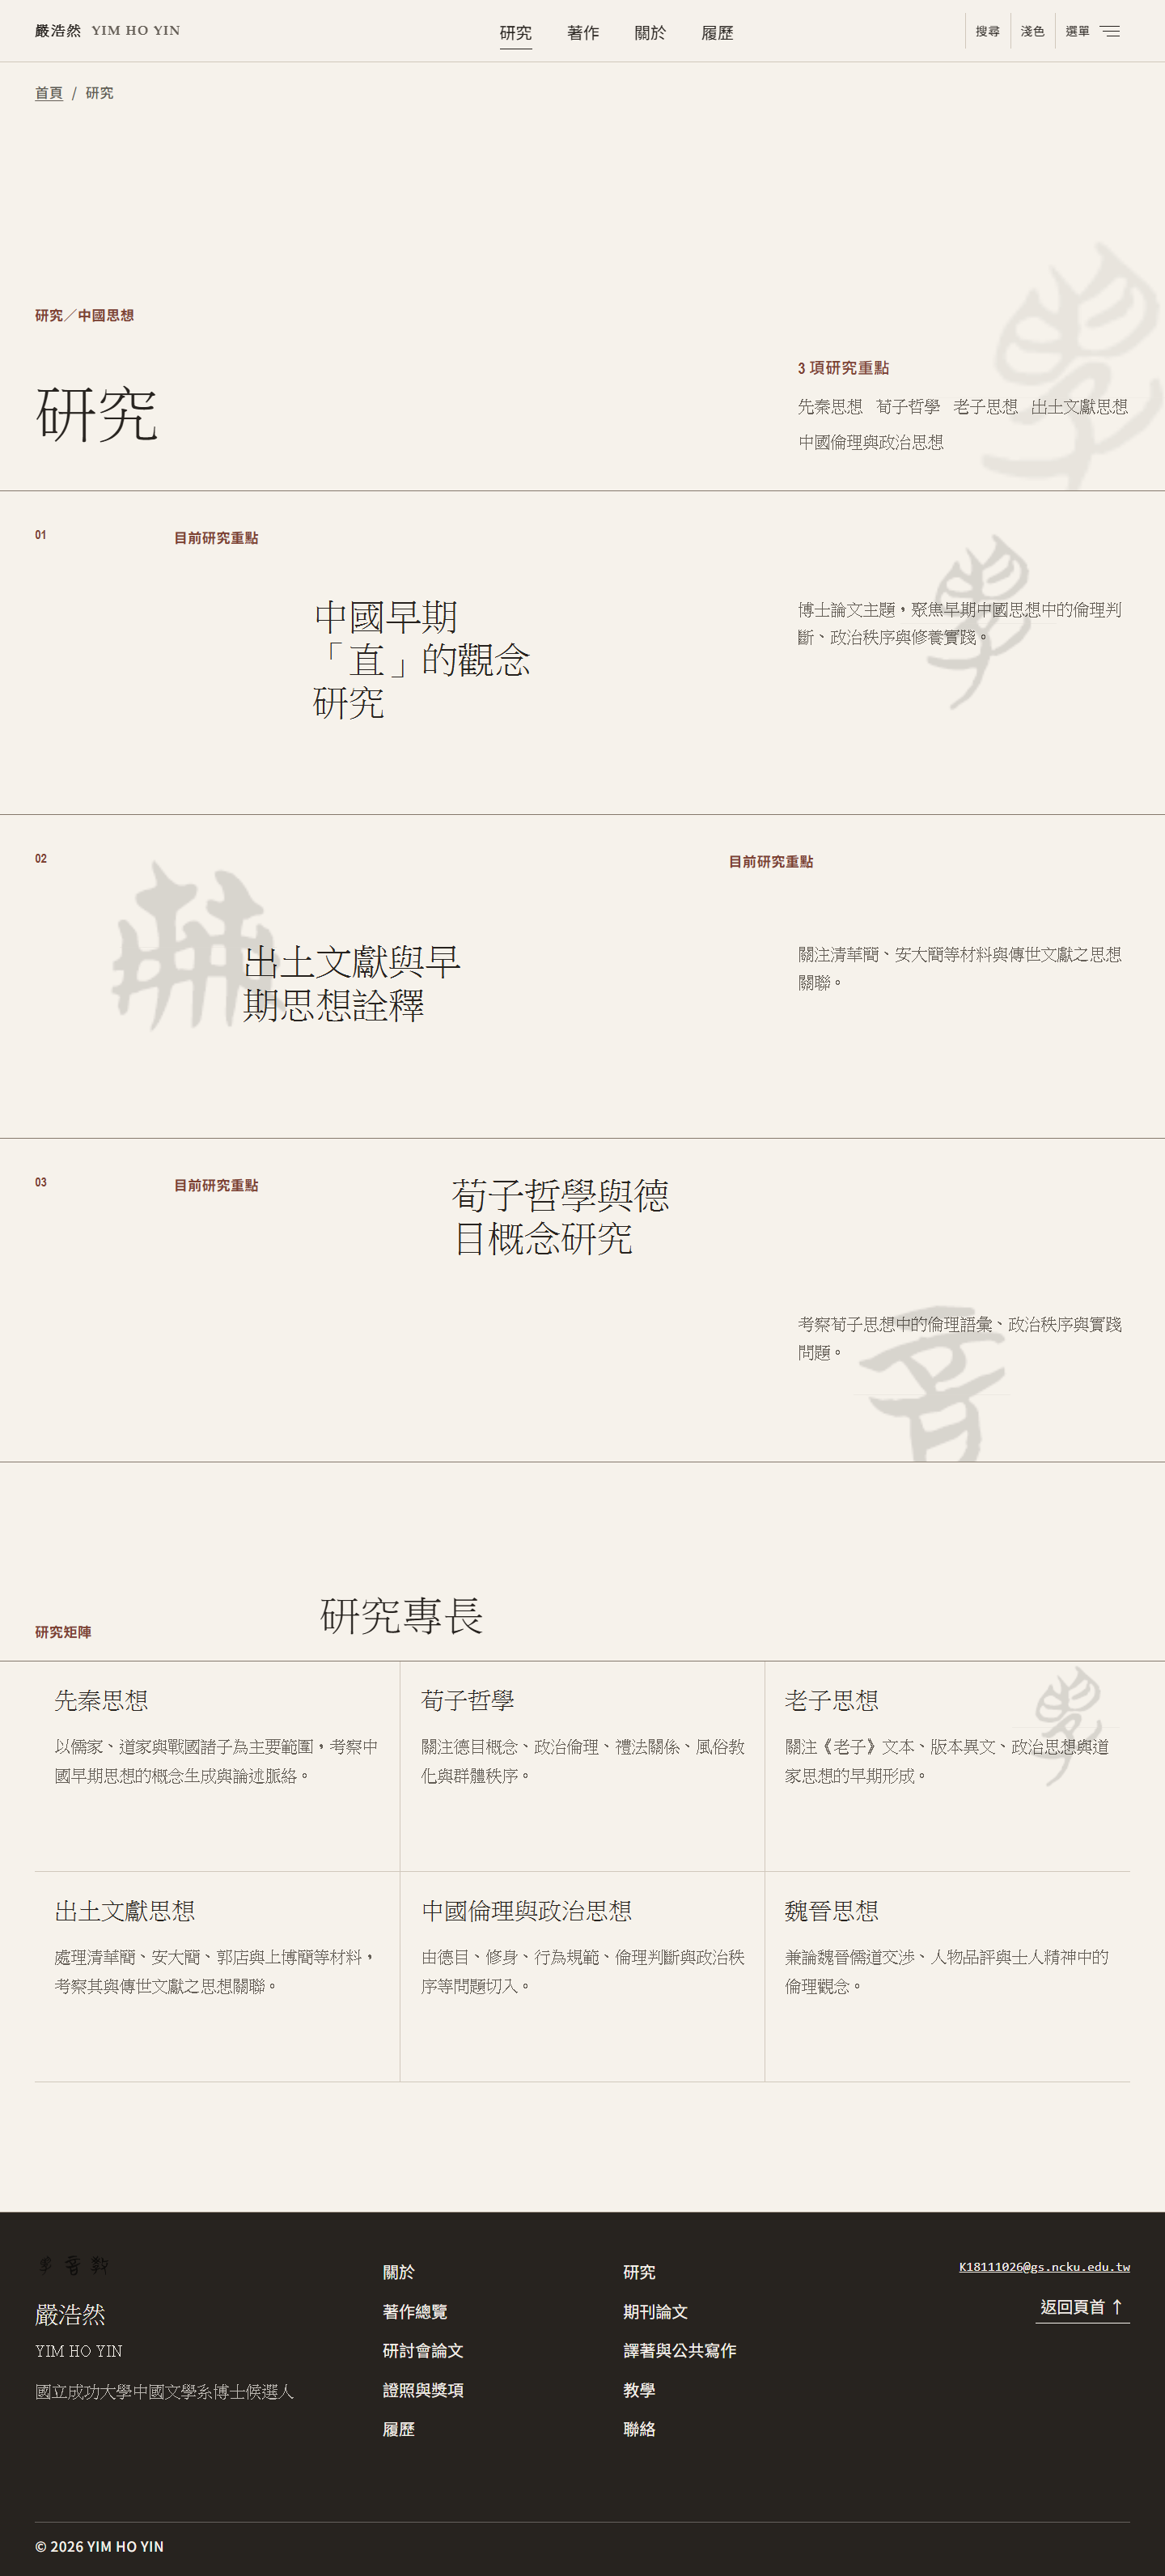 嚴浩然 YIM HO YIN
研究 著作 關於 履歷
搜尋 淺色 選單
首頁 / 研究
研究／中國思想
研究
3 項研究重點
先秦思想 荀子哲學 老子思想 出土文獻思想
中國倫理與政治思想
01
目前研究重點
中國早期
「直」的觀念
研究
博士論文主題，聚焦早期中國思想中的倫理判
斷、政治秩序與修養實踐。
02
目前研究重點
出土文獻與早
期思想詮釋
關注清華簡、安大簡等材料與傳世文獻之思想
關聯。
03
目前研究重點
荀子哲學與德
目概念研究
考察荀子思想中的倫理語彙、政治秩序與實踐
問題。
研究矩陣
研究專長
先秦思想
以儒家、道家與戰國諸子為主要範圍，考察中
國早期思想的概念生成與論述脈絡。
荀子哲學
關注德目概念、政治倫理、禮法關係、風俗教
化與群體秩序。
老子思想
關注《老子》文本、版本異文、政治思想與道
家思想的早期形成。
出土文獻思想
處理清華簡、安大簡、郭店與上博簡等材料，
考察其與傳世文獻之思想關聯。
中國倫理與政治思想
由德目、修身、行為規範、倫理判斷與政治秩
序等問題切入。
魏晉思想
兼論魏晉儒道交涉、人物品評與士人精神中的
倫理觀念。
嚴浩然
YIM HO YIN
國立成功大學中國文學系博士候選人
關於
著作總覽
研討會論文
證照與獎項
履歷
研究
期刊論文
譯著與公共寫作
教學
聯絡
K18111026@gs.ncku.edu.tw
返回頁首 ↑
© 2026 YIM HO YIN